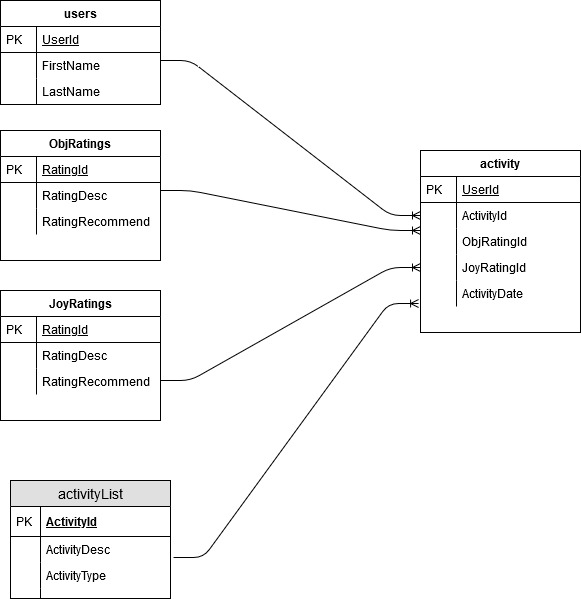 users
PK UserId
FirstName
LastName
ObjRatings
PK RatingId
RatingDesc
RatingRecommend
JoyRatings
PK RatingId
RatingDesc
RatingRecommend
activityList
PK ActivityId
ActivityDesc
ActivityType
activity
PK UserId
ActivityId
ObjRatingId
JoyRatingId
ActivityDate